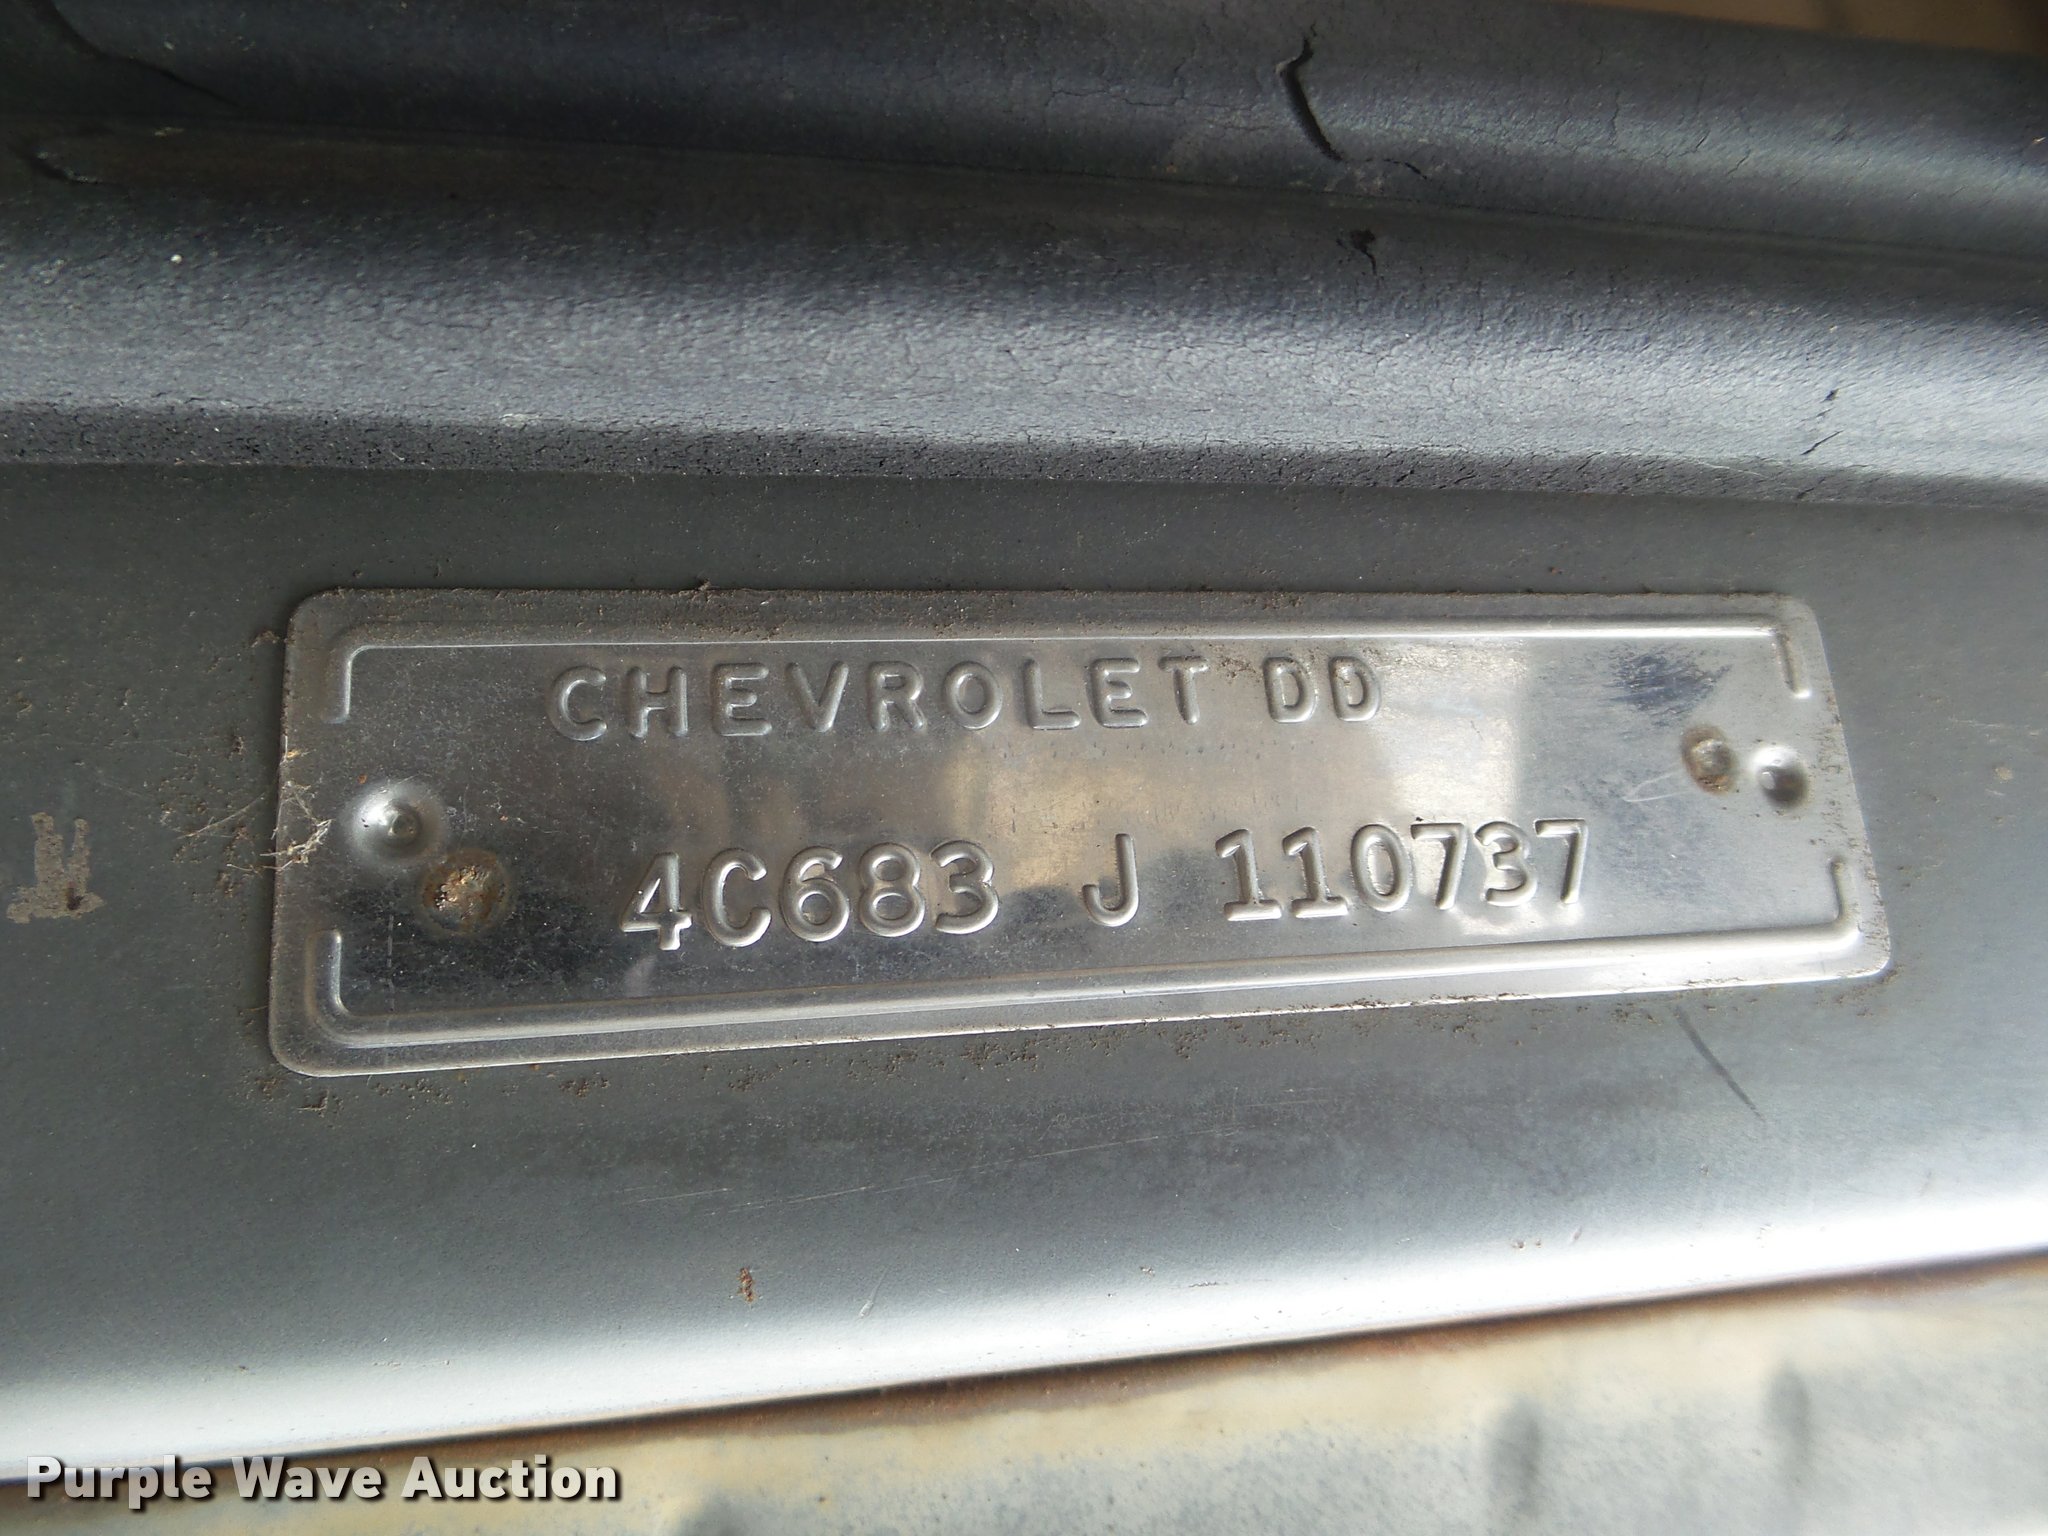 CHEVROLET DD
4C683 J 110737
Purple Wave Auction